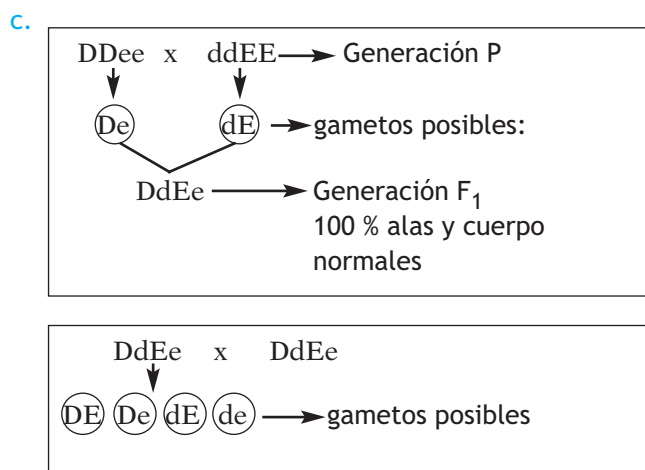 c.
DDee x ddEE Generación P
De dE gametos posibles:
DdEe Generación F1
100 % alas y cuerpo
normales
DdEe x DdEe
DE De dE de gametos posibles